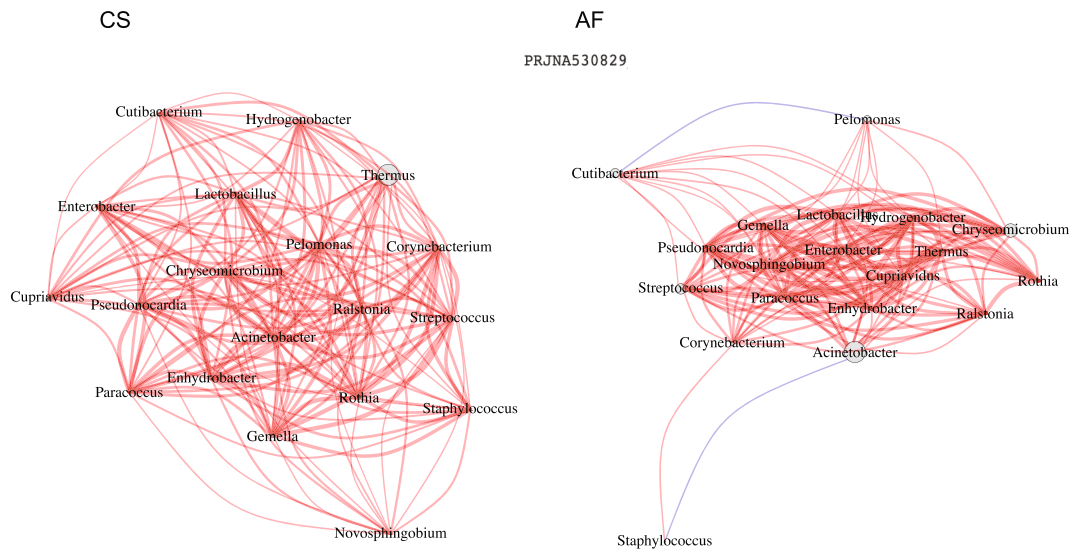 CS
AF
PRJNA530829
Cutibacterium
Hydrogenobacter
Thermus
Lactobacillus
Enterobacter
Pelomonas
Corynebacterium
Chryseomicrobium
Cupriavidus
Pseudonocardia
Ralstonia
Streptococcus
Acinetobacter
Enhydrobacter
Paracoccus
Rothia
Staphylococcus
Gemella
Novosphingobium
Pelomonas
Cutibacterium
Lactobacillus
Hydrogenobacter
Gemella
Chryseomicrobium
Pseudonocardia
Enterobacter
Thermus
Novosphingobium
Cupriavidus
Rothia
Streptococcus
Paracoccus
Enhydrobacter
Ralstonia
Corynebacterium
Acinetobacter
Staphylococcus